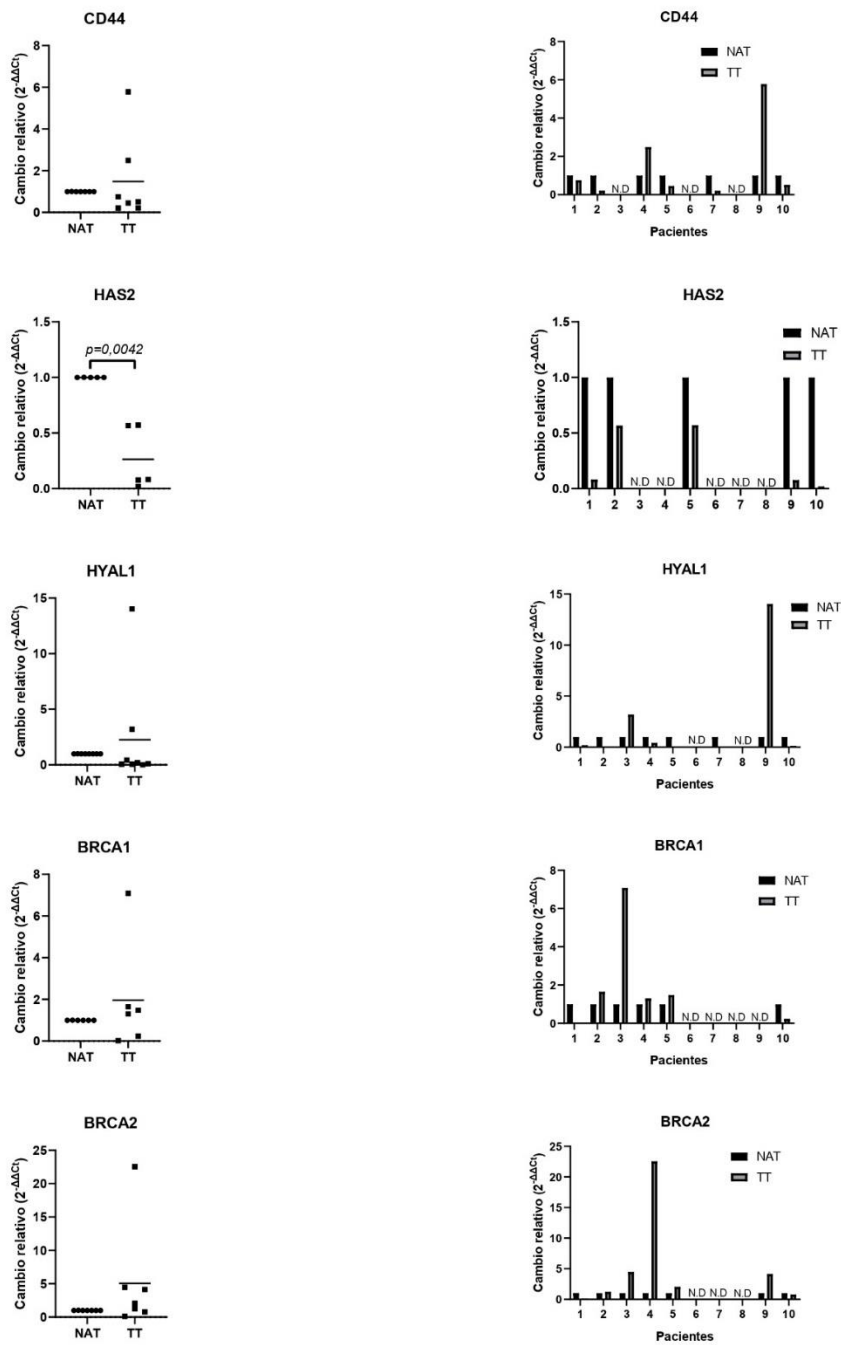 CD44
Cambio relativo (2-ΔΔCt)
8
6
4
2
0
NAT TT
CD44
Cambio relativo (2-ΔΔCt)
8
6
4
2
0
NAT
TT
N.D N.D N.D
1 2 3 4 5 6 7 8 9 10
Pacientes
HAS2
Cambio relativo (2-ΔΔCt)
1.5
1.0
0.5
0.0
p=0,0042
NAT TT
HAS2
Cambio relativo (2-ΔΔCt)
1.5
1.0
0.5
0.0
NAT
TT
N.D N.D N.D N.D N.D
1 2 3 4 5 6 7 8 9 10
Pacientes
HYAL1
Cambio relativo (2-ΔΔCt)
15
10
5
0
NAT TT
HYAL1
Cambio relativo (2-ΔΔCt)
15
10
5
0
NAT
TT
N.D N.D
1 2 3 4 5 6 7 8 9 10
Pacientes
BRCA1
Cambio relativo (2-ΔΔCt)
8
6
4
2
0
NAT TT
BRCA1
Cambio relativo (2-ΔΔCt)
8
6
4
2
0
NAT
TT
N.D N.D N.D N.D
1 2 3 4 5 6 7 8 9 10
Pacientes
BRCA2
Cambio relativo (2-ΔΔCt)
25
20
15
10
5
0
NAT TT
BRCA2
Cambio relativo (2-ΔΔCt)
25
20
15
10
5
0
NAT
TT
N.D N.D N.D
1 2 3 4 5 6 7 8 9 10
Pacientes